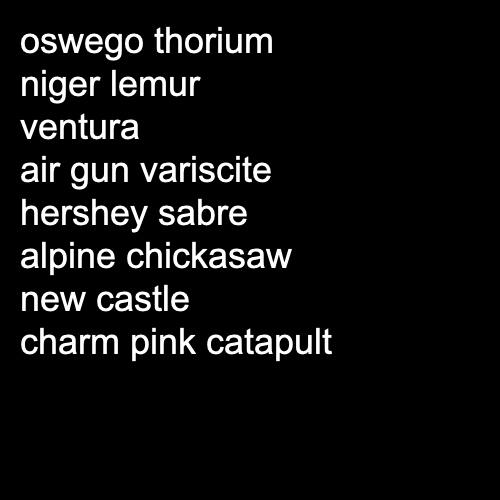 oswego thorium
niger lemur
ventura
air gun variscite
hershey sabre
alpine chickasaw
new castle
charm pink catapult